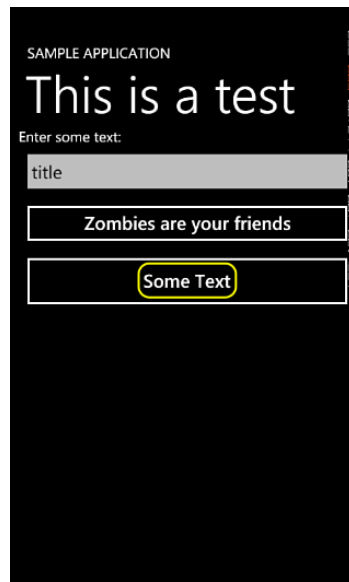 SAMPLE APPLICATION
This is a test
Enter some text:
title
Zombies are your friends
Some Text